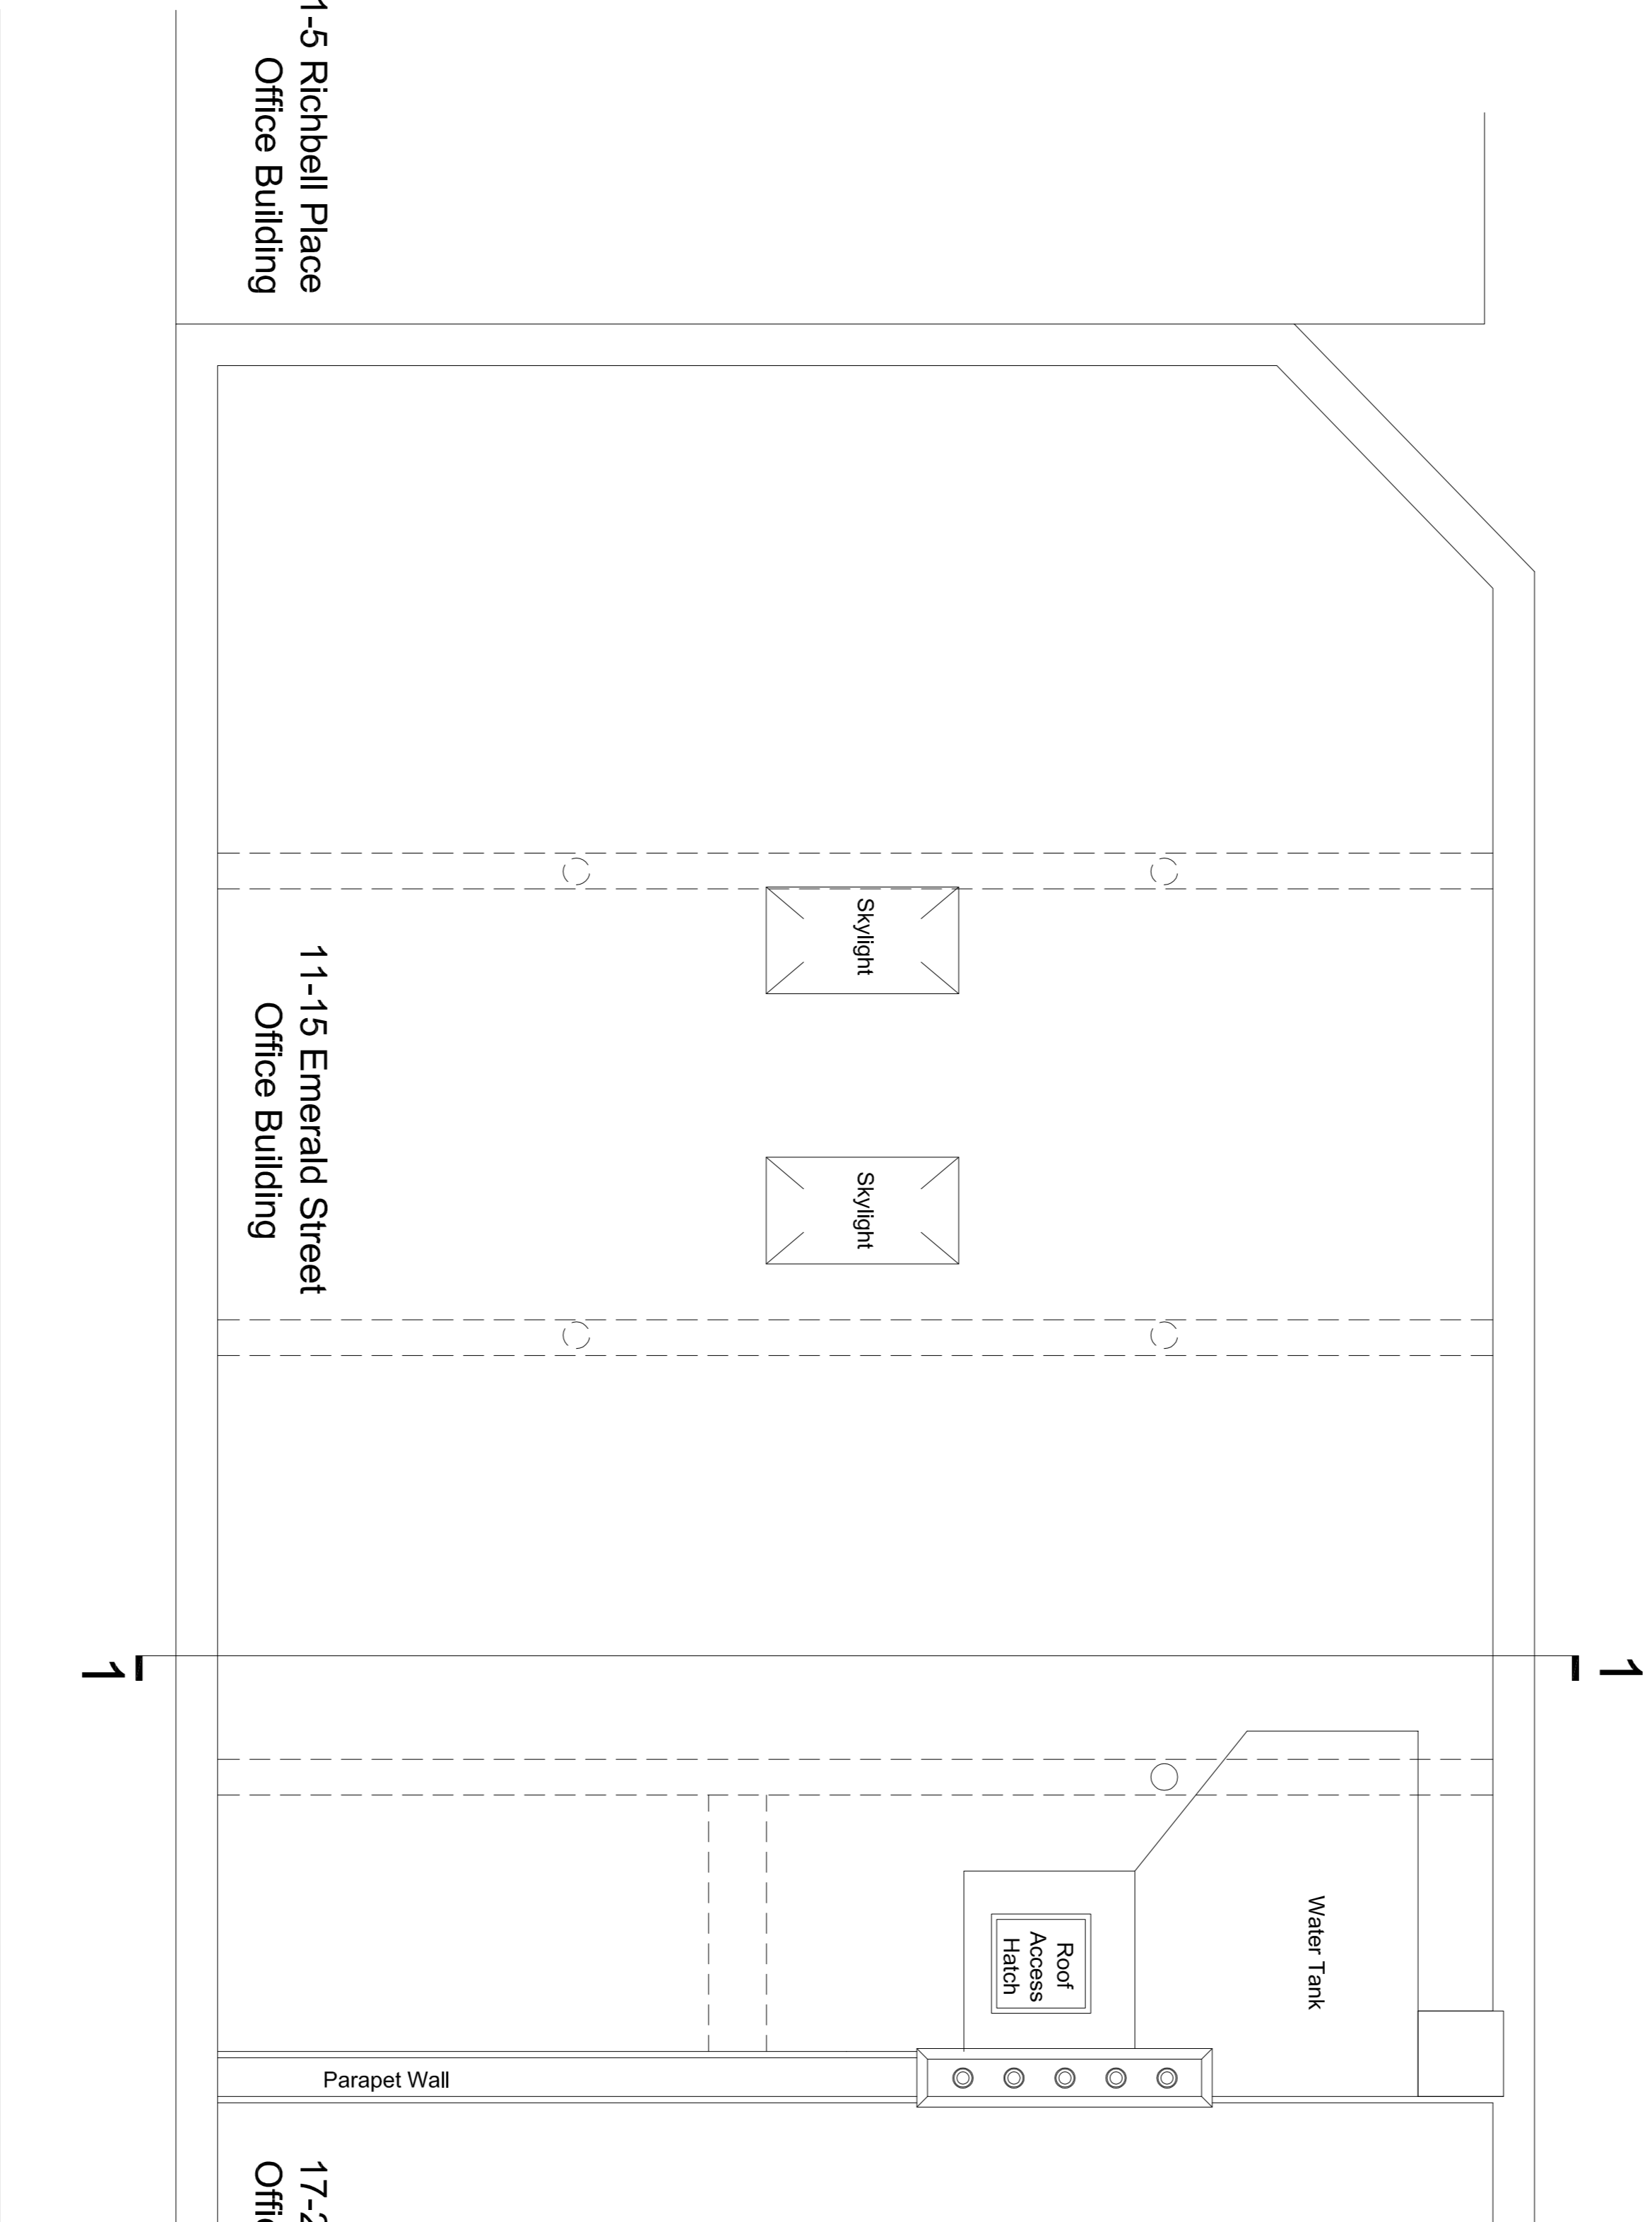 1-5 Richbell Place
Office Building
Skylight
11-15 Emerald Street
Office Building
Skylight
1
1
Water Tank
Roof
Access
Hatch
Parapet Wall